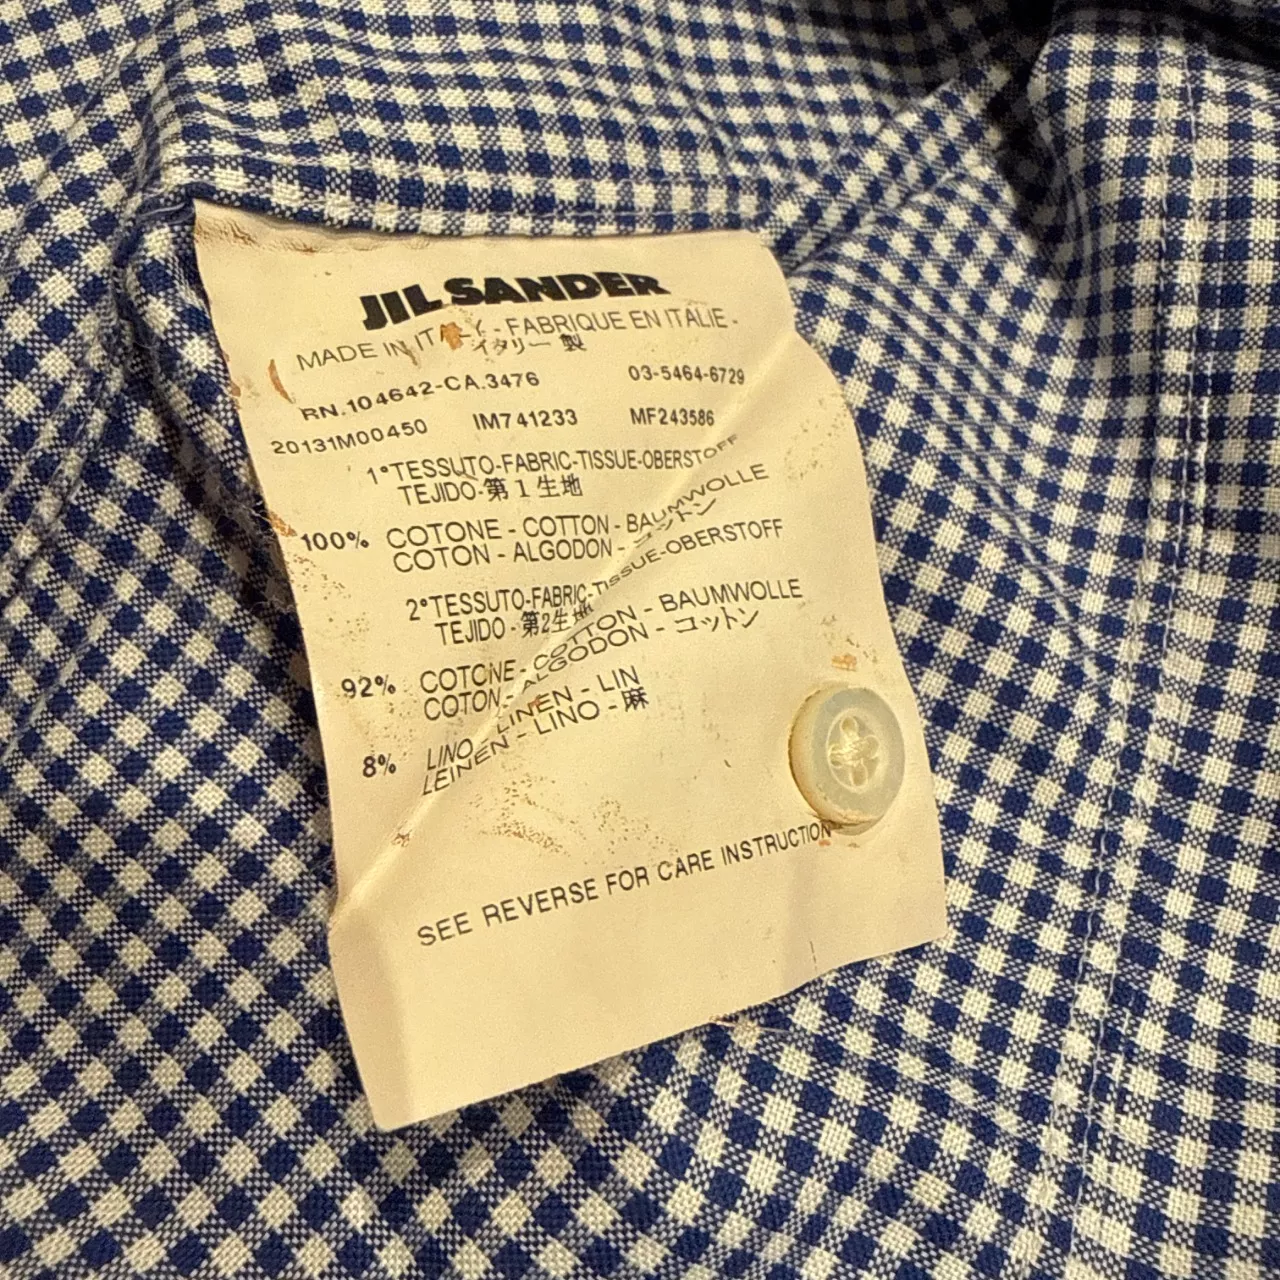 JIL SANDER
MADE IN ITALY - FABRIQUE EN ITALIE -
イタリー 製
RN.104642-CA.3476 03-5464-6729
20131M00450 IM741233 MF243586
1°TESSUTO-FABRIC-TISSUE-OBERSTOFF
TEJIDO-第1生地
100% COTONE - COTTON - BAUMWOLLE
COTON - ALGODON - コットン
2°TESSUTO-FABRIC-TISSUE-OBERSTOFF
TEJIDO-第2生地
92% COTONE - COTTON - BAUMWOLLE
COTON - ALGODON - コットン
8% LINO - LINEN - LIN
LEINEN - LINO - 麻
SEE REVERSE FOR CARE INSTRUCTION